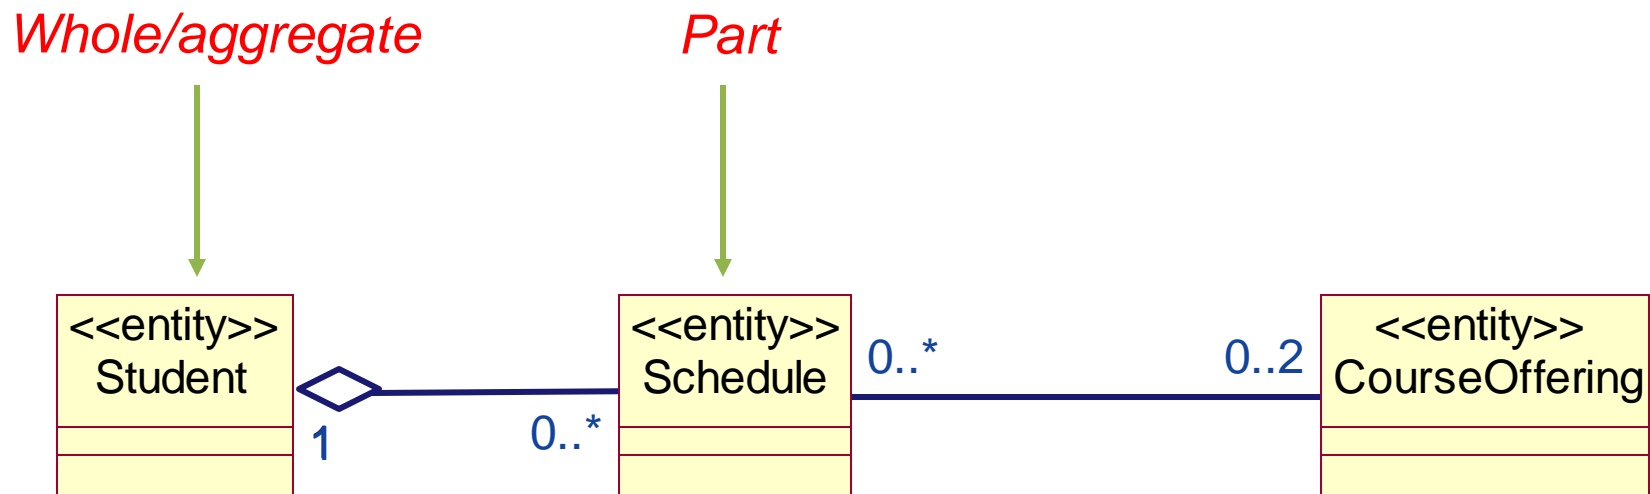 Whole/aggregate
Part
<<entity>>
Student
1
0..*
<<entity>>
Schedule
0..*
0..2
<<entity>>
CourseOffering